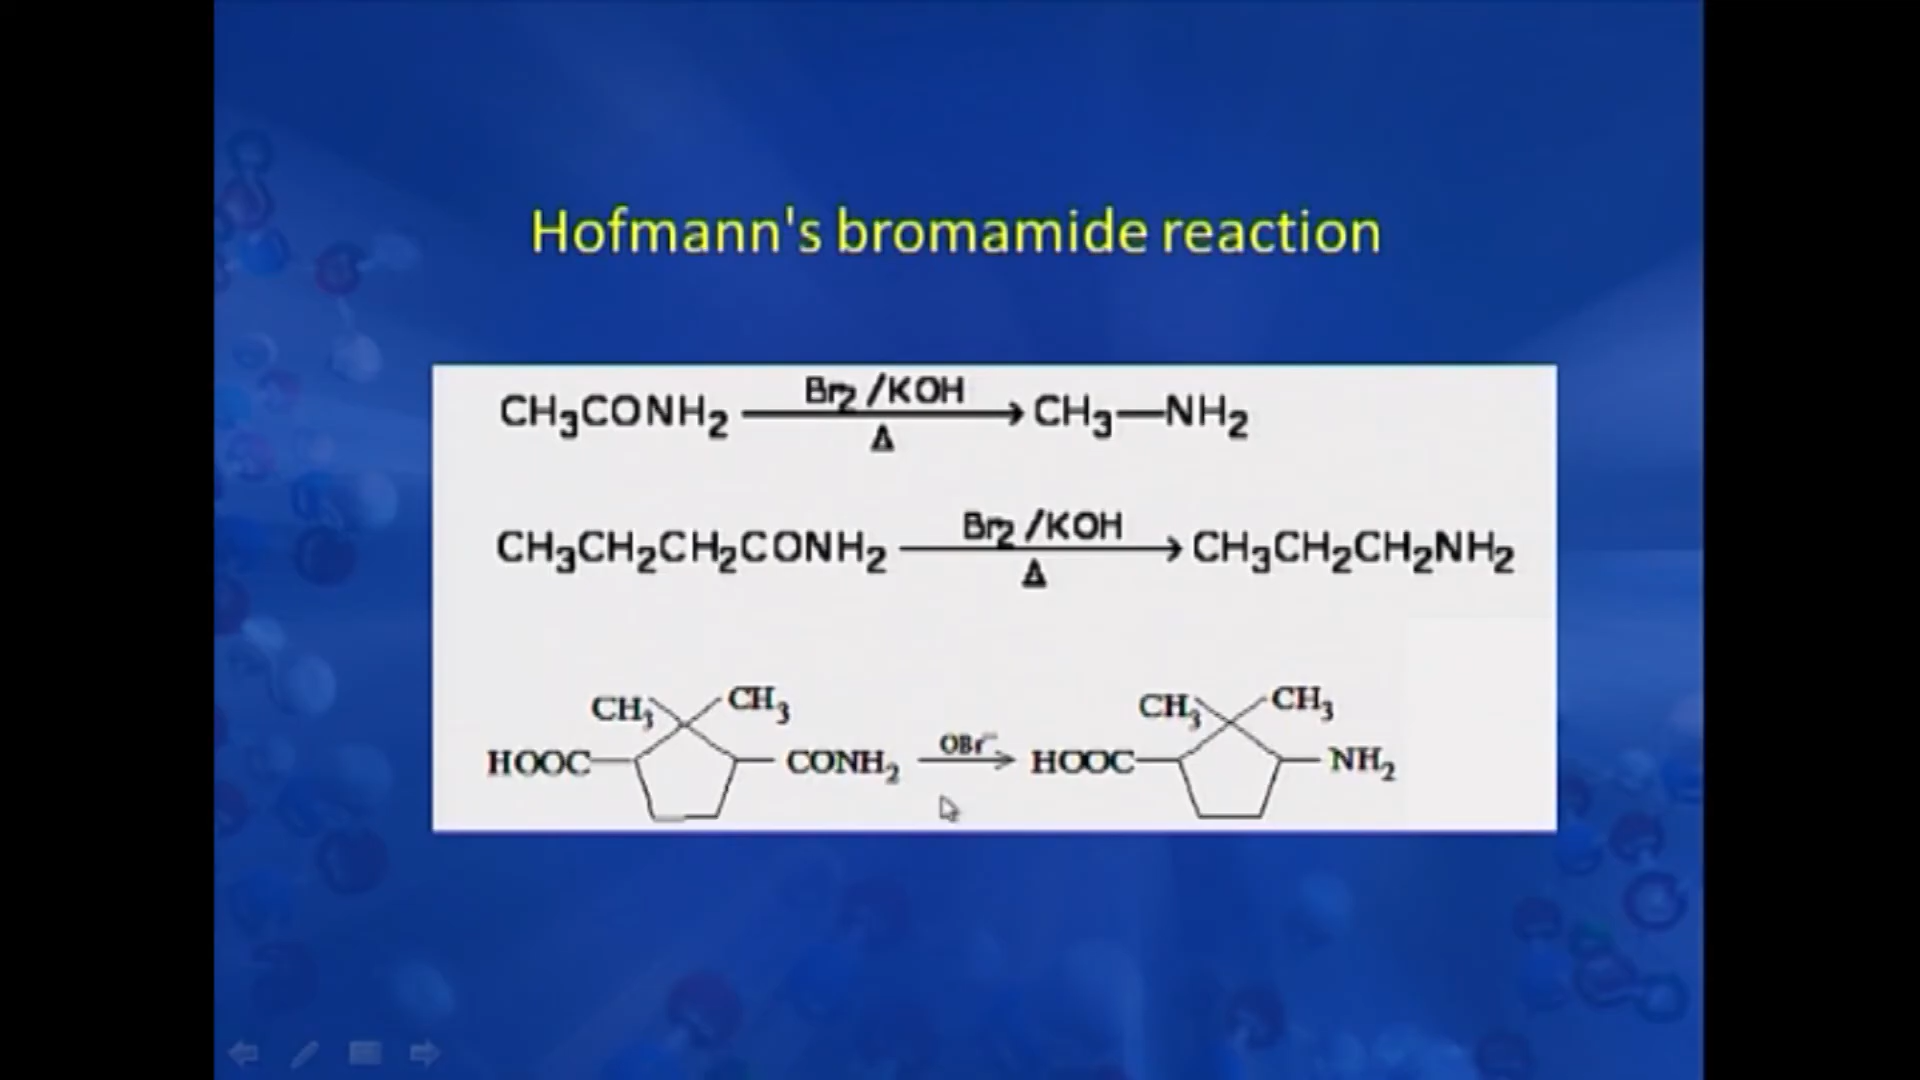 Hofmann's bromamide reaction
Br2 /KOH
CH3CONH2 → CH3—NH2
Δ
Br2 /KOH
CH3CH2CH2CONH2 → CH3CH2CH2NH2
Δ
CH3 CH3 CH3 CH3
OBr−
HOOC CONH2 → HOOC NH2